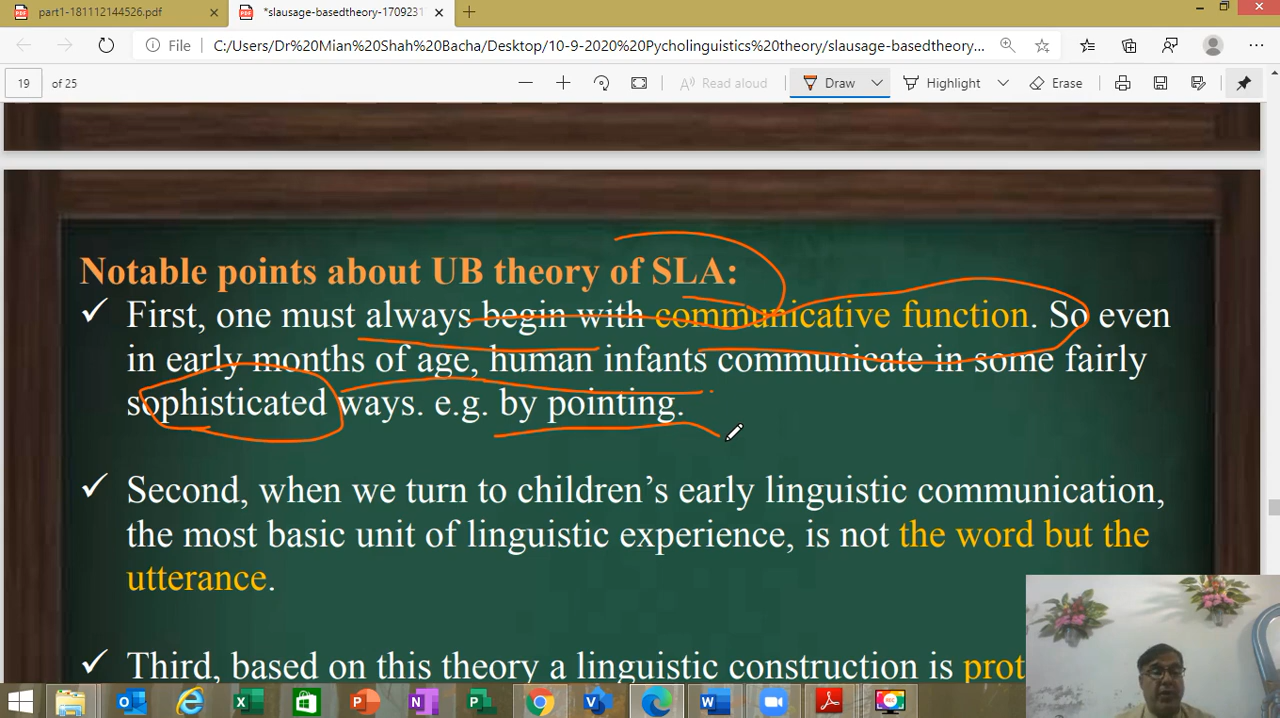 part1-181112144526.pdf
*slausage-basedtheory-1709231
File
C:/Users/Dr%20Mian%20Shah%20Bacha/Desktop/10-9-2020%20Pycholinguistics%20theory/slausage-basedtheory...
19 of 25
Read aloud
Draw
Highlight
Erase
Notable points about UB theory of SLA:
✓ First, one must always begin with communicative function. So even
in early months of age, human infants communicate in some fairly
sophisticated ways. e.g. by pointing.
✓ Second, when we turn to children’s early linguistic communication,
the most basic unit of linguistic experience, is not the word but the
utterance.
✓ Third, based on this theory a linguistic construction is prot